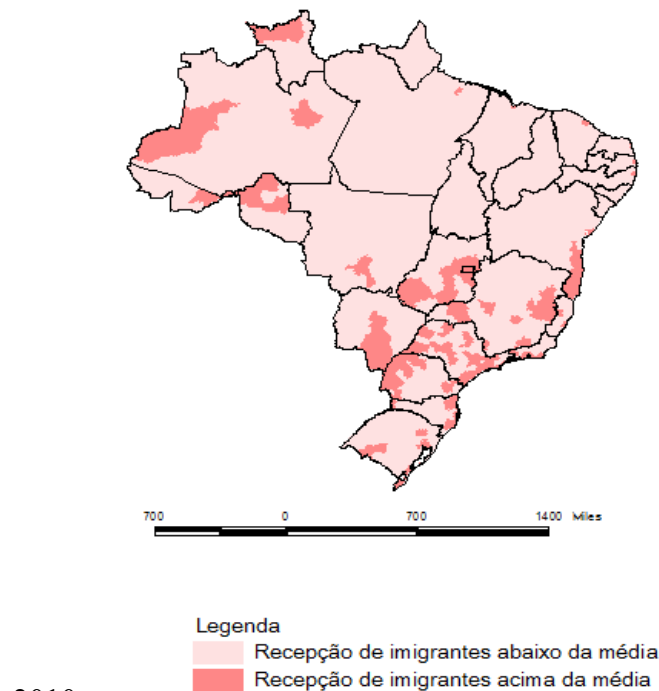 700 0 700 1400 Miles
Legenda
Recepção de imigrantes abaixo da média
Recepção de imigrantes acima da média